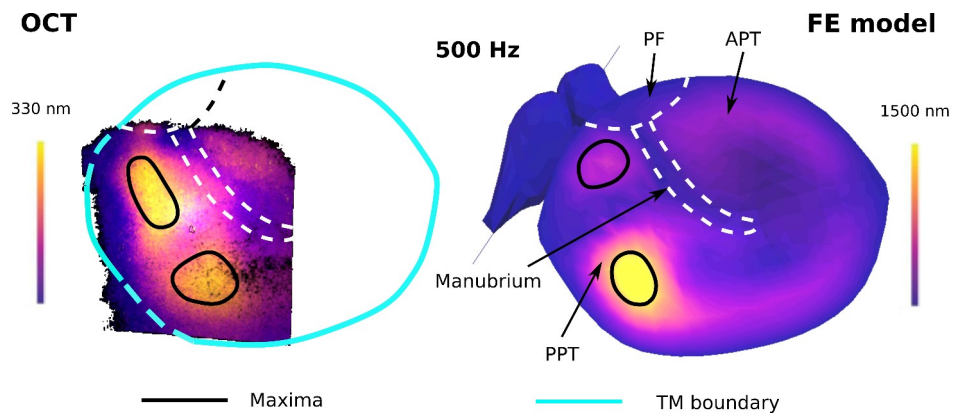 OCT
500 Hz
FE model
PF
APT
330 nm
1500 nm
Manubrium
PPT
Maxima
TM boundary